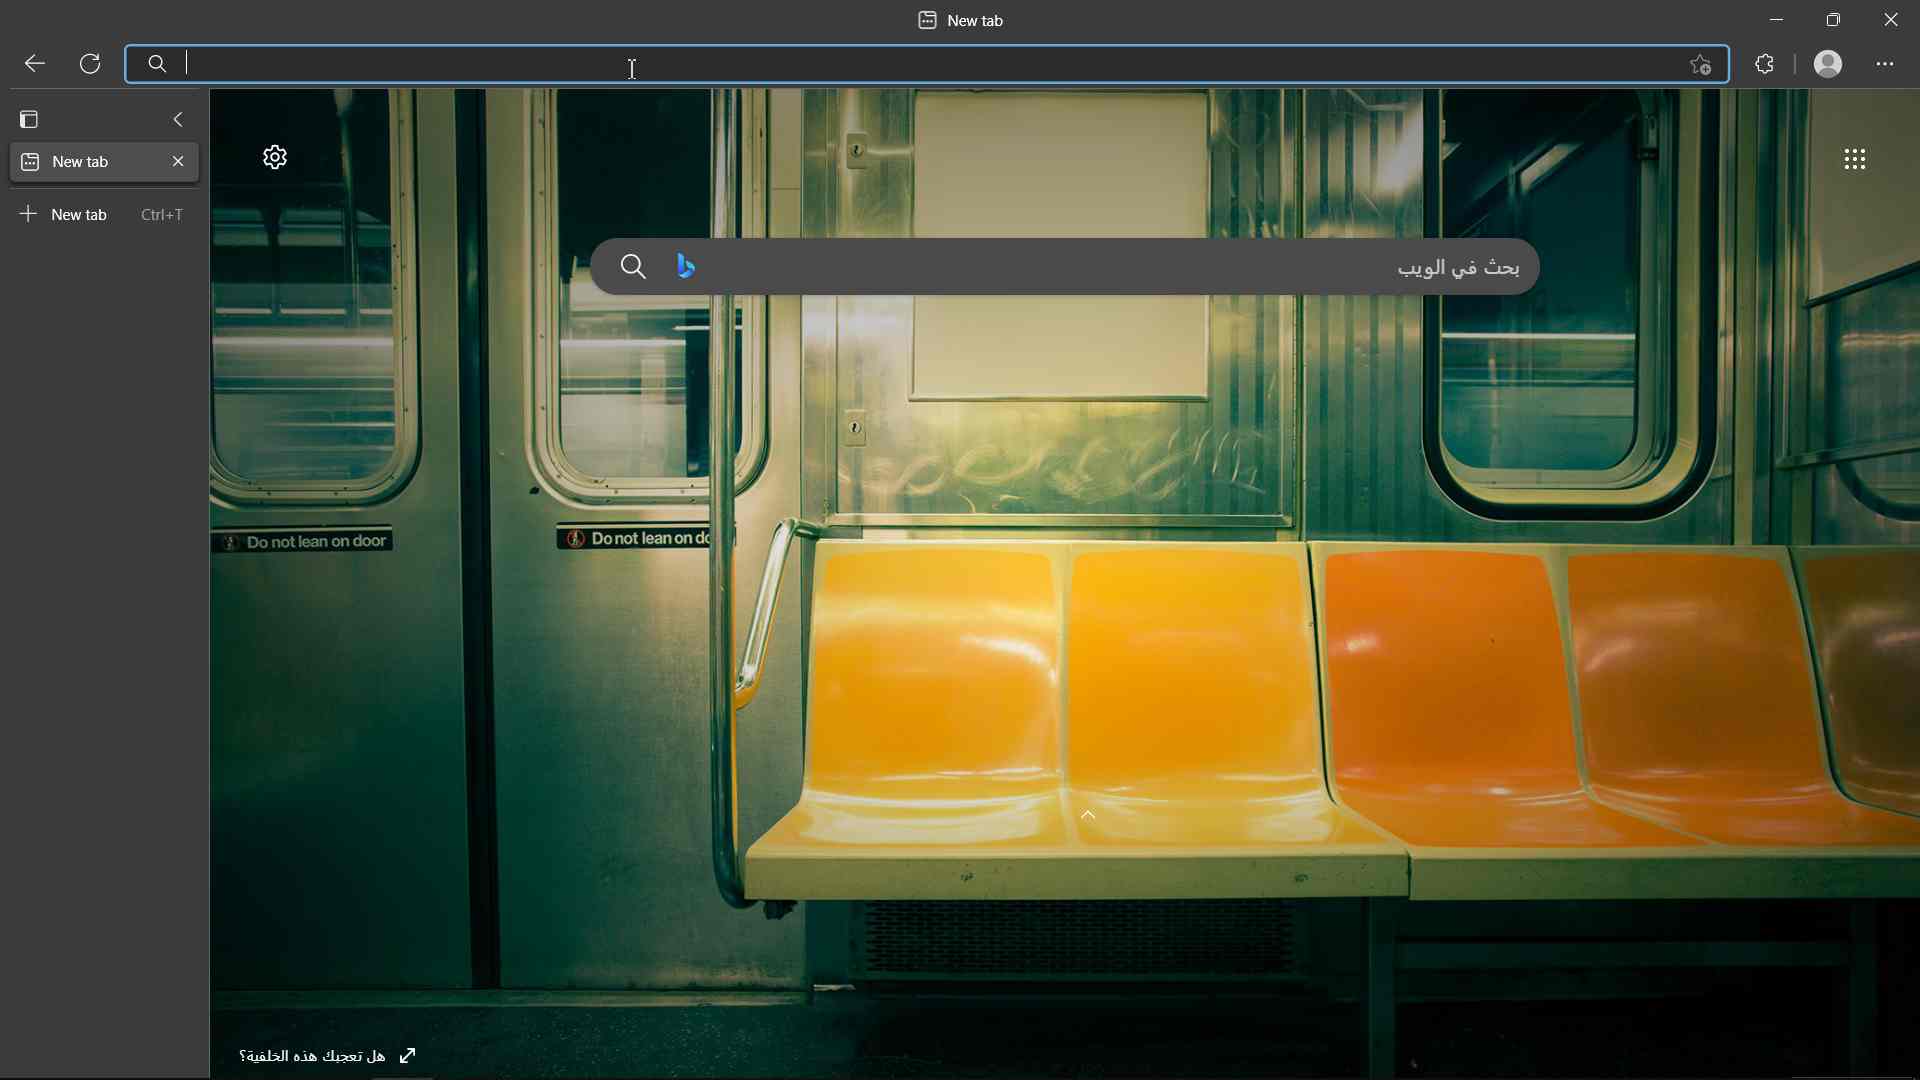 New tab
New tab
New tab Ctrl+T
بحث في الويب
Do not lean on door
Do not lean on do
هل تعجبك هذه الخلفية؟